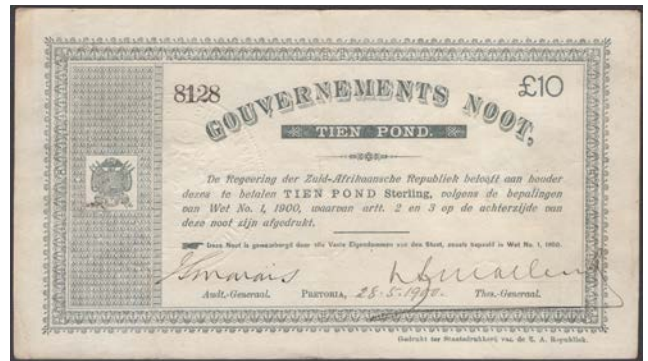 8128
£10
GOUVERNEMENTS NOOT,
TIEN POND.
De Regeering der Zuid-Afrikaansche Republiek belooft aan houder
dezes te betalen TIEN POND Sterling, volgens de bepalingen
van Wet No. 1, 1900, waarvan artt. 2 en 3 op de achterzijde van
deze noot zijn afgedrukt.
Deze Noot is gewaarborgd door alle Vaste Eigendommen van den Staat, zooals bepaald in Wet No. 1, 1900.
Audt.-Generaal. PRETORIA, 28-5-1900. Thes.-Generaal.
Gedrukt ter Staatsdrukkerij van de Z. A. Republiek.